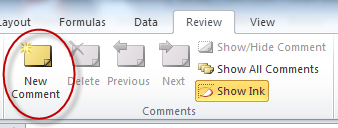 Layout Formulas Data Review View
New Comment
Delete
Previous
Next
Show/Hide Comment
Show All Comments
Show Ink
Comments